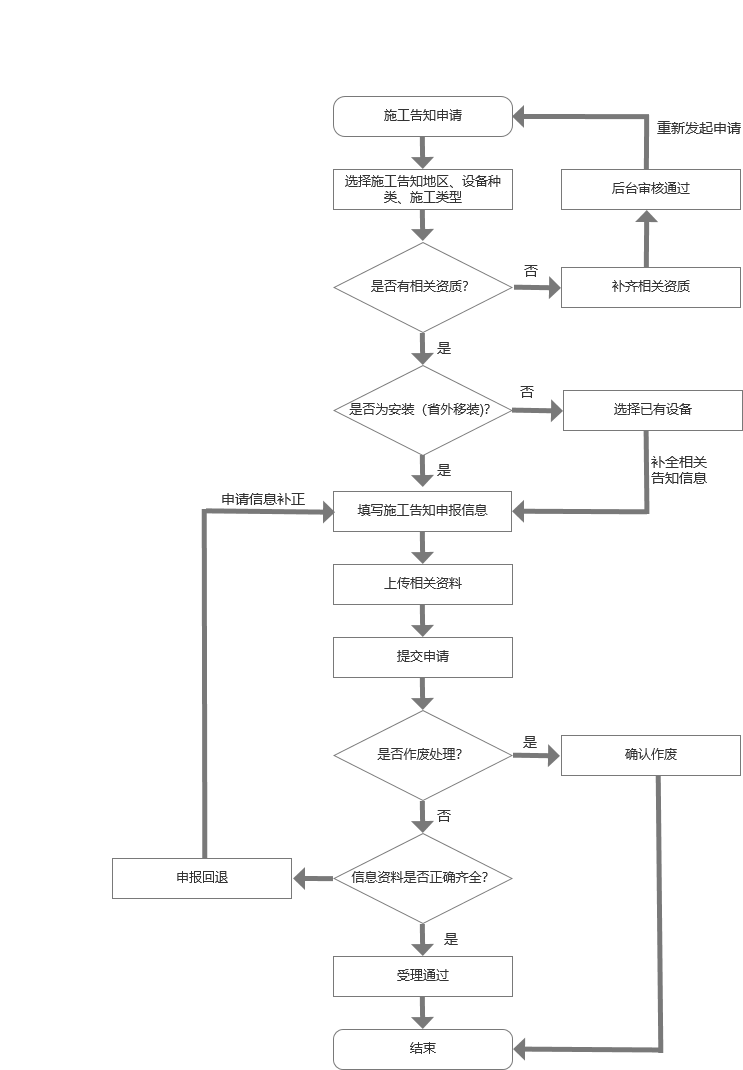 施工告知申请
重新发起申请
选择施工告知地区、设备种
类、施工类型
后台审核通过
是否有相关资质？
否
补齐相关资质
是
是否为安装（省外移装)?
否
选择已有设备
补全相关
告知信息
是
申请信息补正
填写施工告知申报信息
上传相关资料
提交申请
是否作废处理？
是
确认作废
否
申报回退
信息资料是否正确齐全？
是
受理通过
结束